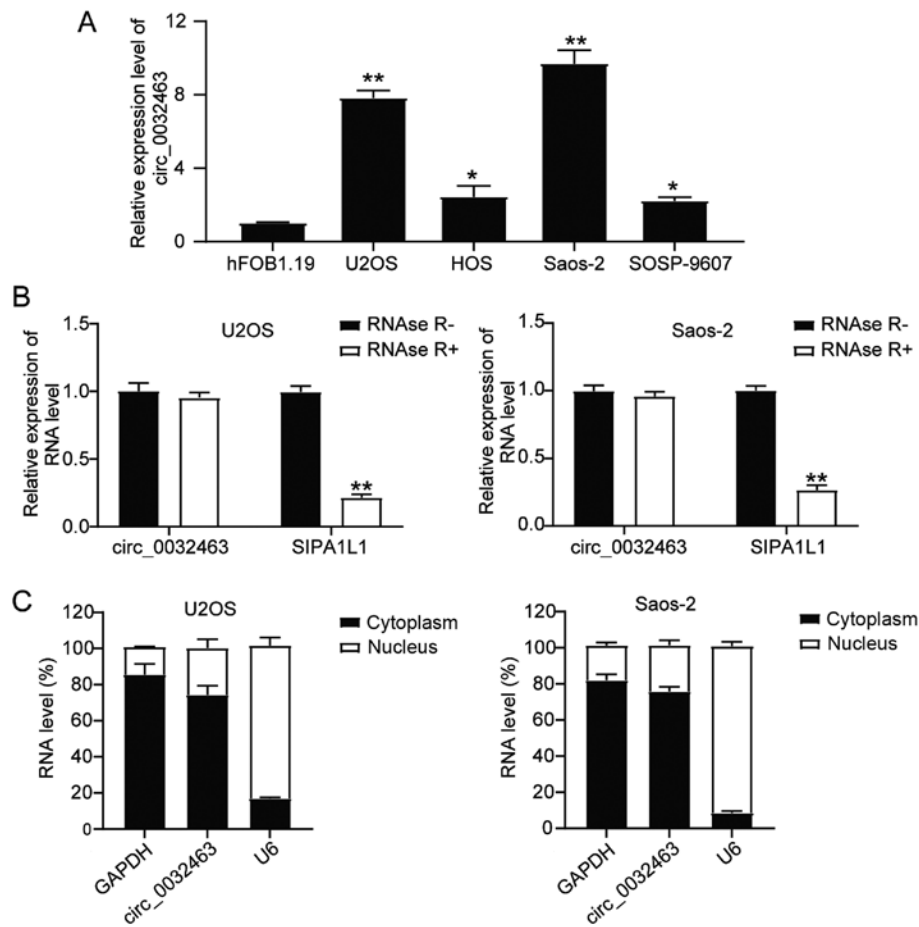 A
Relative expression level of
circ_0032463
12
8
4
0
**
*
**
*
hFOB1.19
U2OS
HOS
Saos-2
SOSP-9607
B
Relative expression of
RNA level
1.5
1.0
0.5
0.0
U2OS
RNAse R-
RNAse R+
**
circ_0032463
SIPA1L1
Relative expression of
RNA level
1.5
1.0
0.5
0.0
Saos-2
RNAse R-
RNAse R+
**
circ_0032463
SIPA1L1
C
RNA level (%)
120
100
80
60
40
20
0
U2OS
Cytoplasm
Nucleus
GAPDH
circ_0032463
U6
RNA level (%)
120
100
80
60
40
20
0
Saos-2
Cytoplasm
Nucleus
GAPDH
circ_0032463
U6